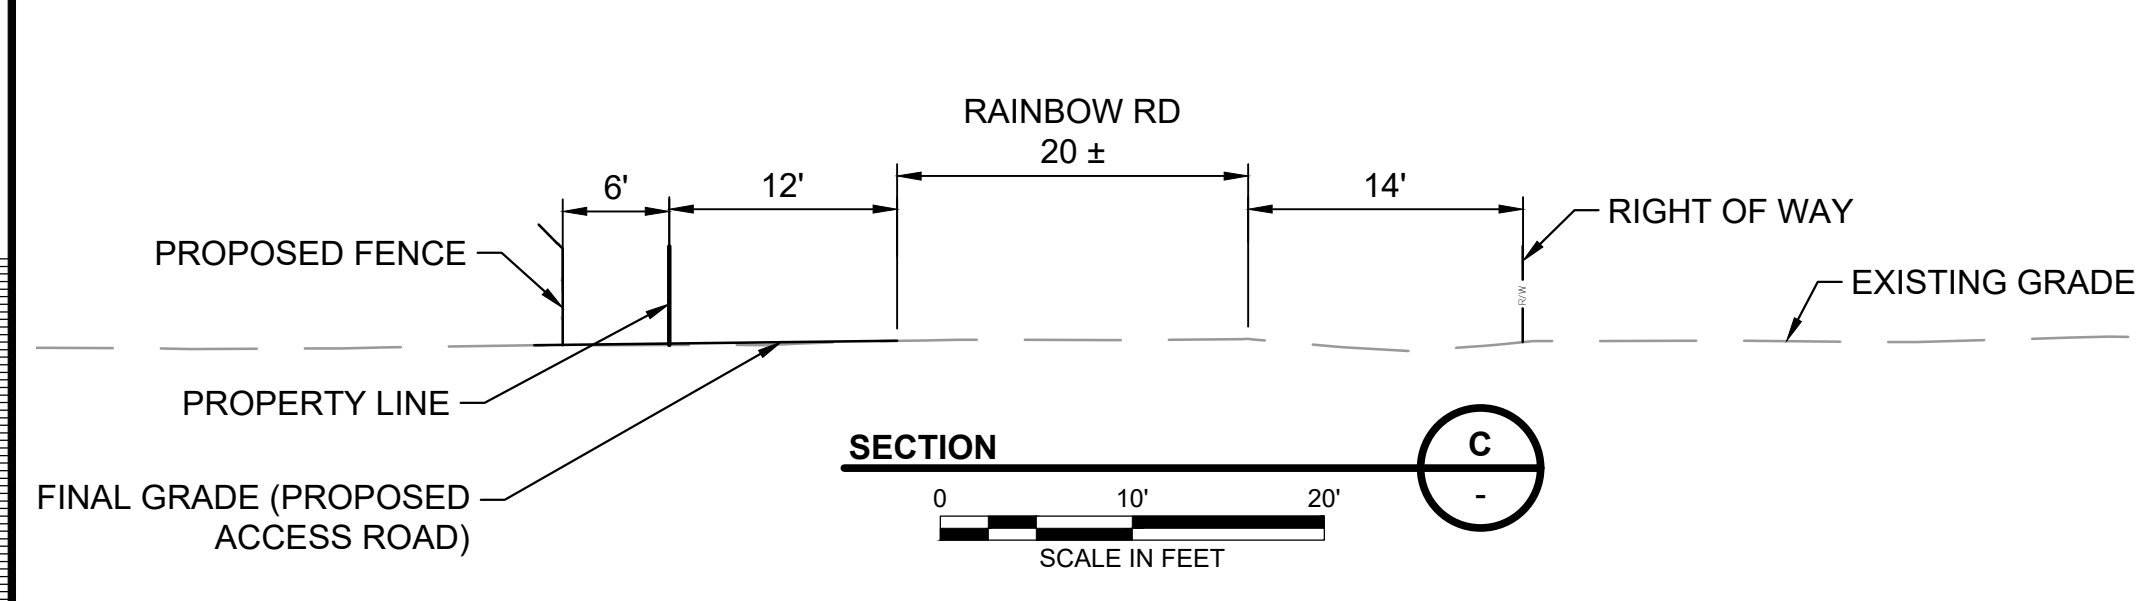 RAINBOW RD
20 ±
6'
12'
14'
RIGHT OF WAY
PROPOSED FENCE
EXISTING GRADE
R/W
PROPERTY LINE
SECTION
C
-
FINAL GRADE (PROPOSED
ACCESS ROAD)
0 10' 20'
SCALE IN FEET